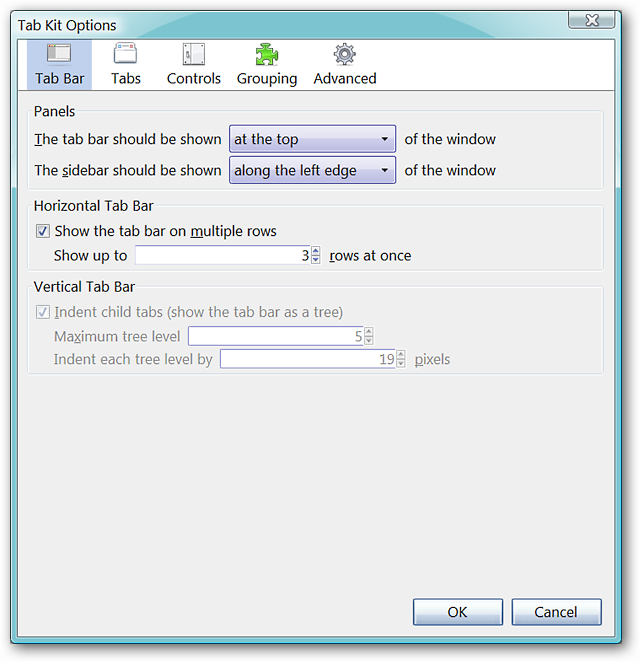 Tab Kit Options
Tab Bar Tabs Controls Grouping Advanced
Panels
The tab bar should be shown at the top of the window
The sidebar should be shown along the left edge of the window
Horizontal Tab Bar
Show the tab bar on multiple rows
Show up to 3 rows at once
Vertical Tab Bar
Indent child tabs (show the tab bar as a tree)
Maximum tree level 5
Indent each tree level by 19 pixels
OK Cancel